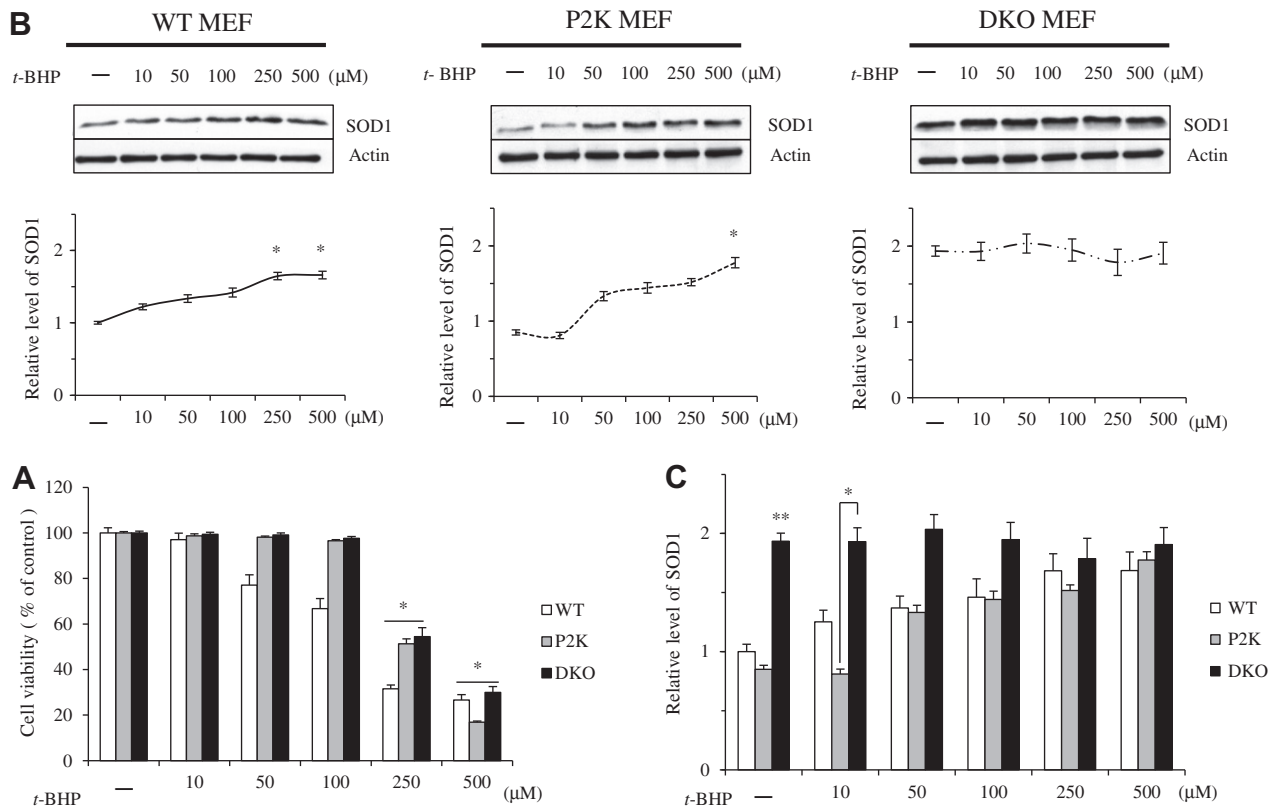 B
WT MEF
t-BHP — 10 50 100 250 500 (μM)
SOD1
Actin
Relative level of SOD1
2
1
0
* *
— 10 50 100 250 500 (μM)
P2K MEF
t- BHP — 10 50 100 250 500 (μM)
SOD1
Actin
Relative level of SOD1
2
1
0
*
— 10 50 100 250 500 (μM)
DKO MEF
t-BHP — 10 50 100 250 500 (μM)
SOD1
Actin
Relative level of SOD1
2
1
0
— 10 50 100 250 500 (μM)
A
Cell viability ( % of control )
120
100
80
60
40
20
0
*
*
WT
P2K
DKO
t-BHP — 10 50 100 250 500 (μM)
C
Relative level of SOD1
2
1
0
**
*
WT
P2K
DKO
t-BHP — 10 50 100 250 500 (μM)